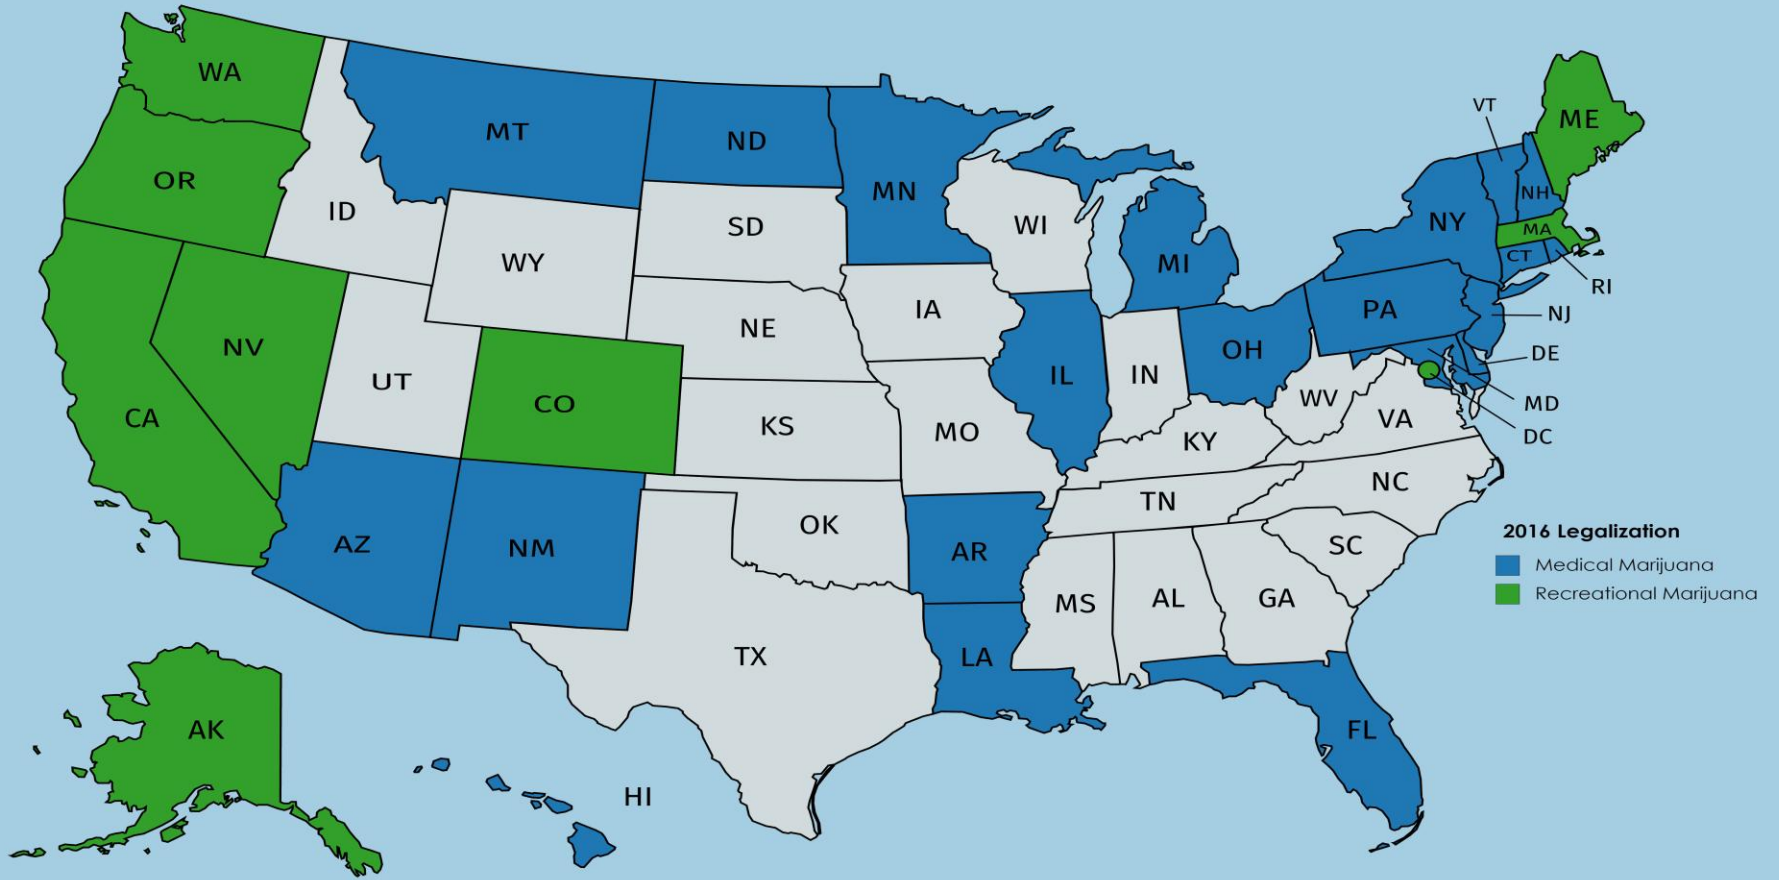 WA
MT
ND
MN
VT
ME
OR
ID
SD
WI
NY
NH
MA
WY
MI
CT
RI
NV
UT
CO
NE
IA
IL
IN
OH
PA
NJ
DE
MD
DC
CA
KS
MO
KY
WV
VA
AZ
NM
OK
AR
TN
NC
SC
MS
AL
GA
TX
LA
FL
AK
HI
2016 Legalization
Medical Marijuana
Recreational Marijuana